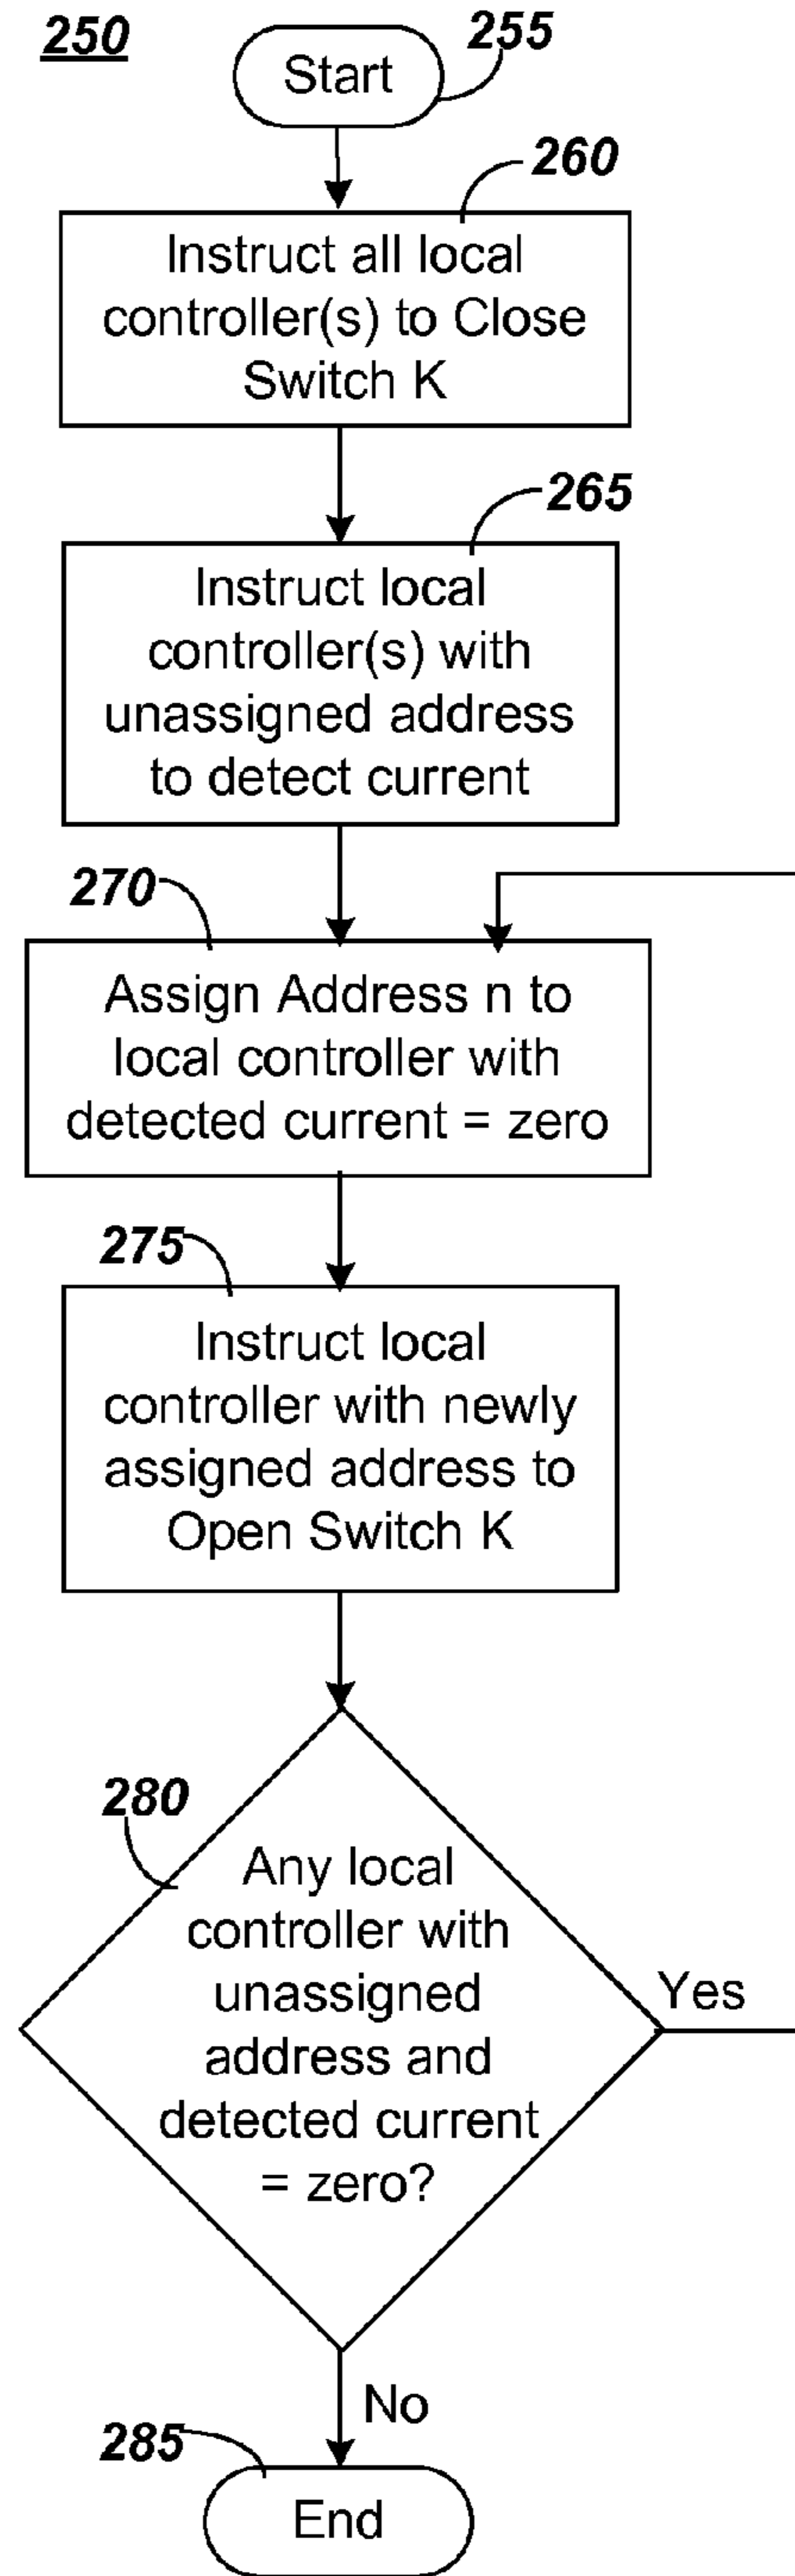 250
Start
255
260
Instruct all local
controller(s) to Close
Switch K
265
Instruct local
controller(s) with
unassigned address
to detect current
270
Assign Address n to
local controller with
detected current = zero
275
Instruct local
controller with newly
assigned address to
Open Switch K
280
Any local
controller with
unassigned
address and
detected current
= zero?
Yes
No
285
End